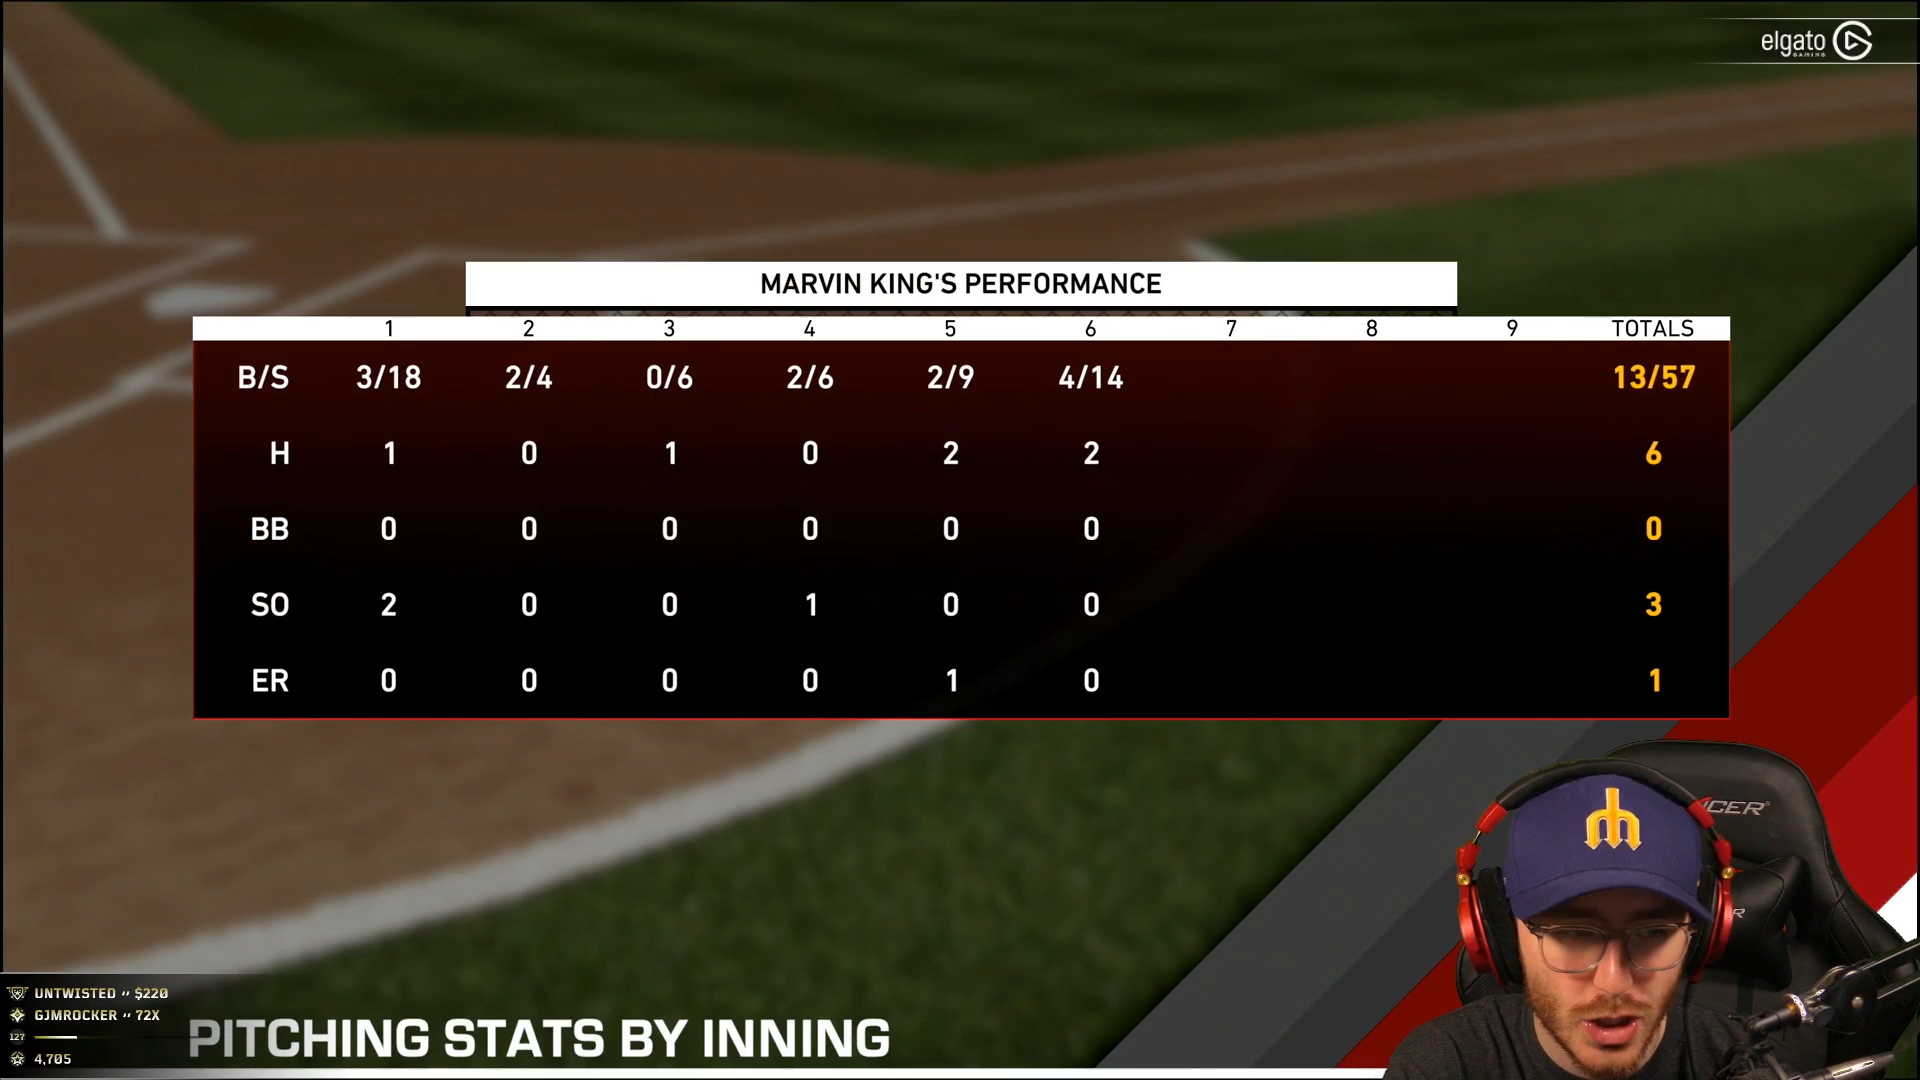 elgato
GAMING
MARVIN KING'S PERFORMANCE
1 2 3 4 5 6 7 8 9 TOTALS
B/S 3/18 2/4 0/6 2/6 2/9 4/14 13/57
H 1 0 1 0 2 2 6
BB 0 0 0 0 0 0 0
SO 2 0 0 1 0 0 3
ER 0 0 0 0 1 0 1
UNTWISTED // $220
GJMROCKER // 72X
127
4,705
PITCHING STATS BY INNING